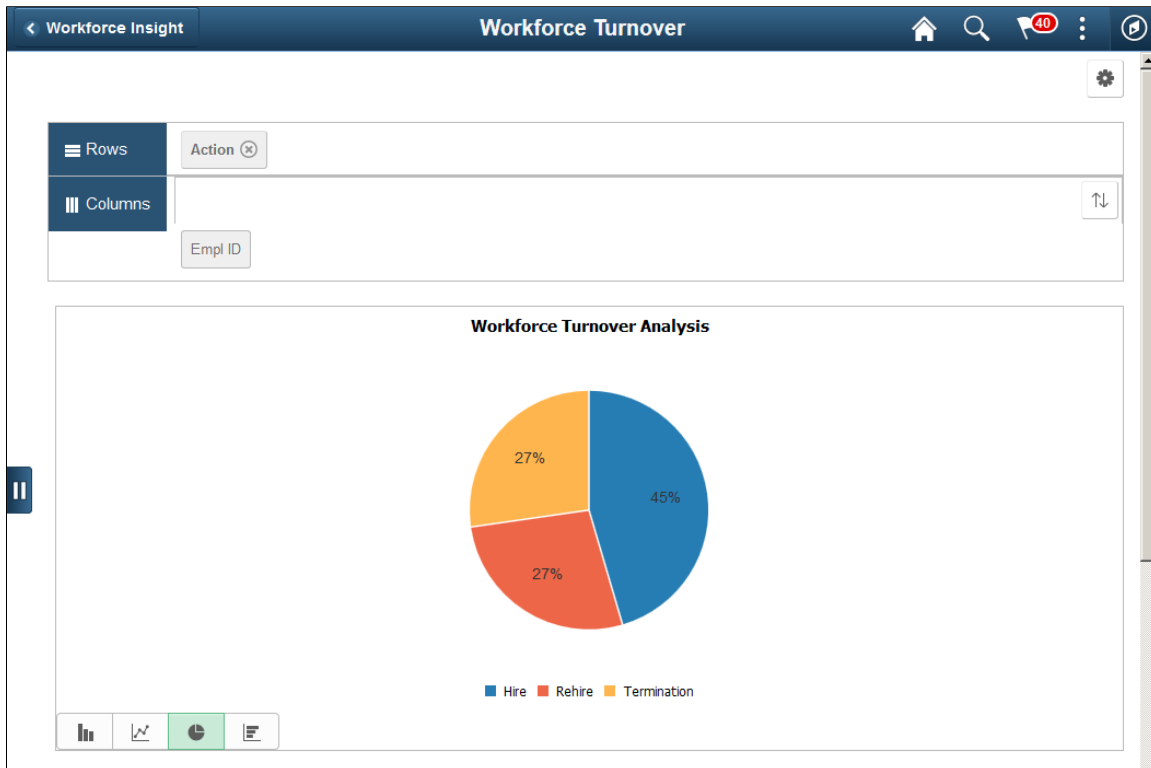 Workforce Insight
Workforce Turnover
40
Rows
Action
Columns
Empl ID
Workforce Turnover Analysis
27%
45%
27%
Hire Rehire Termination